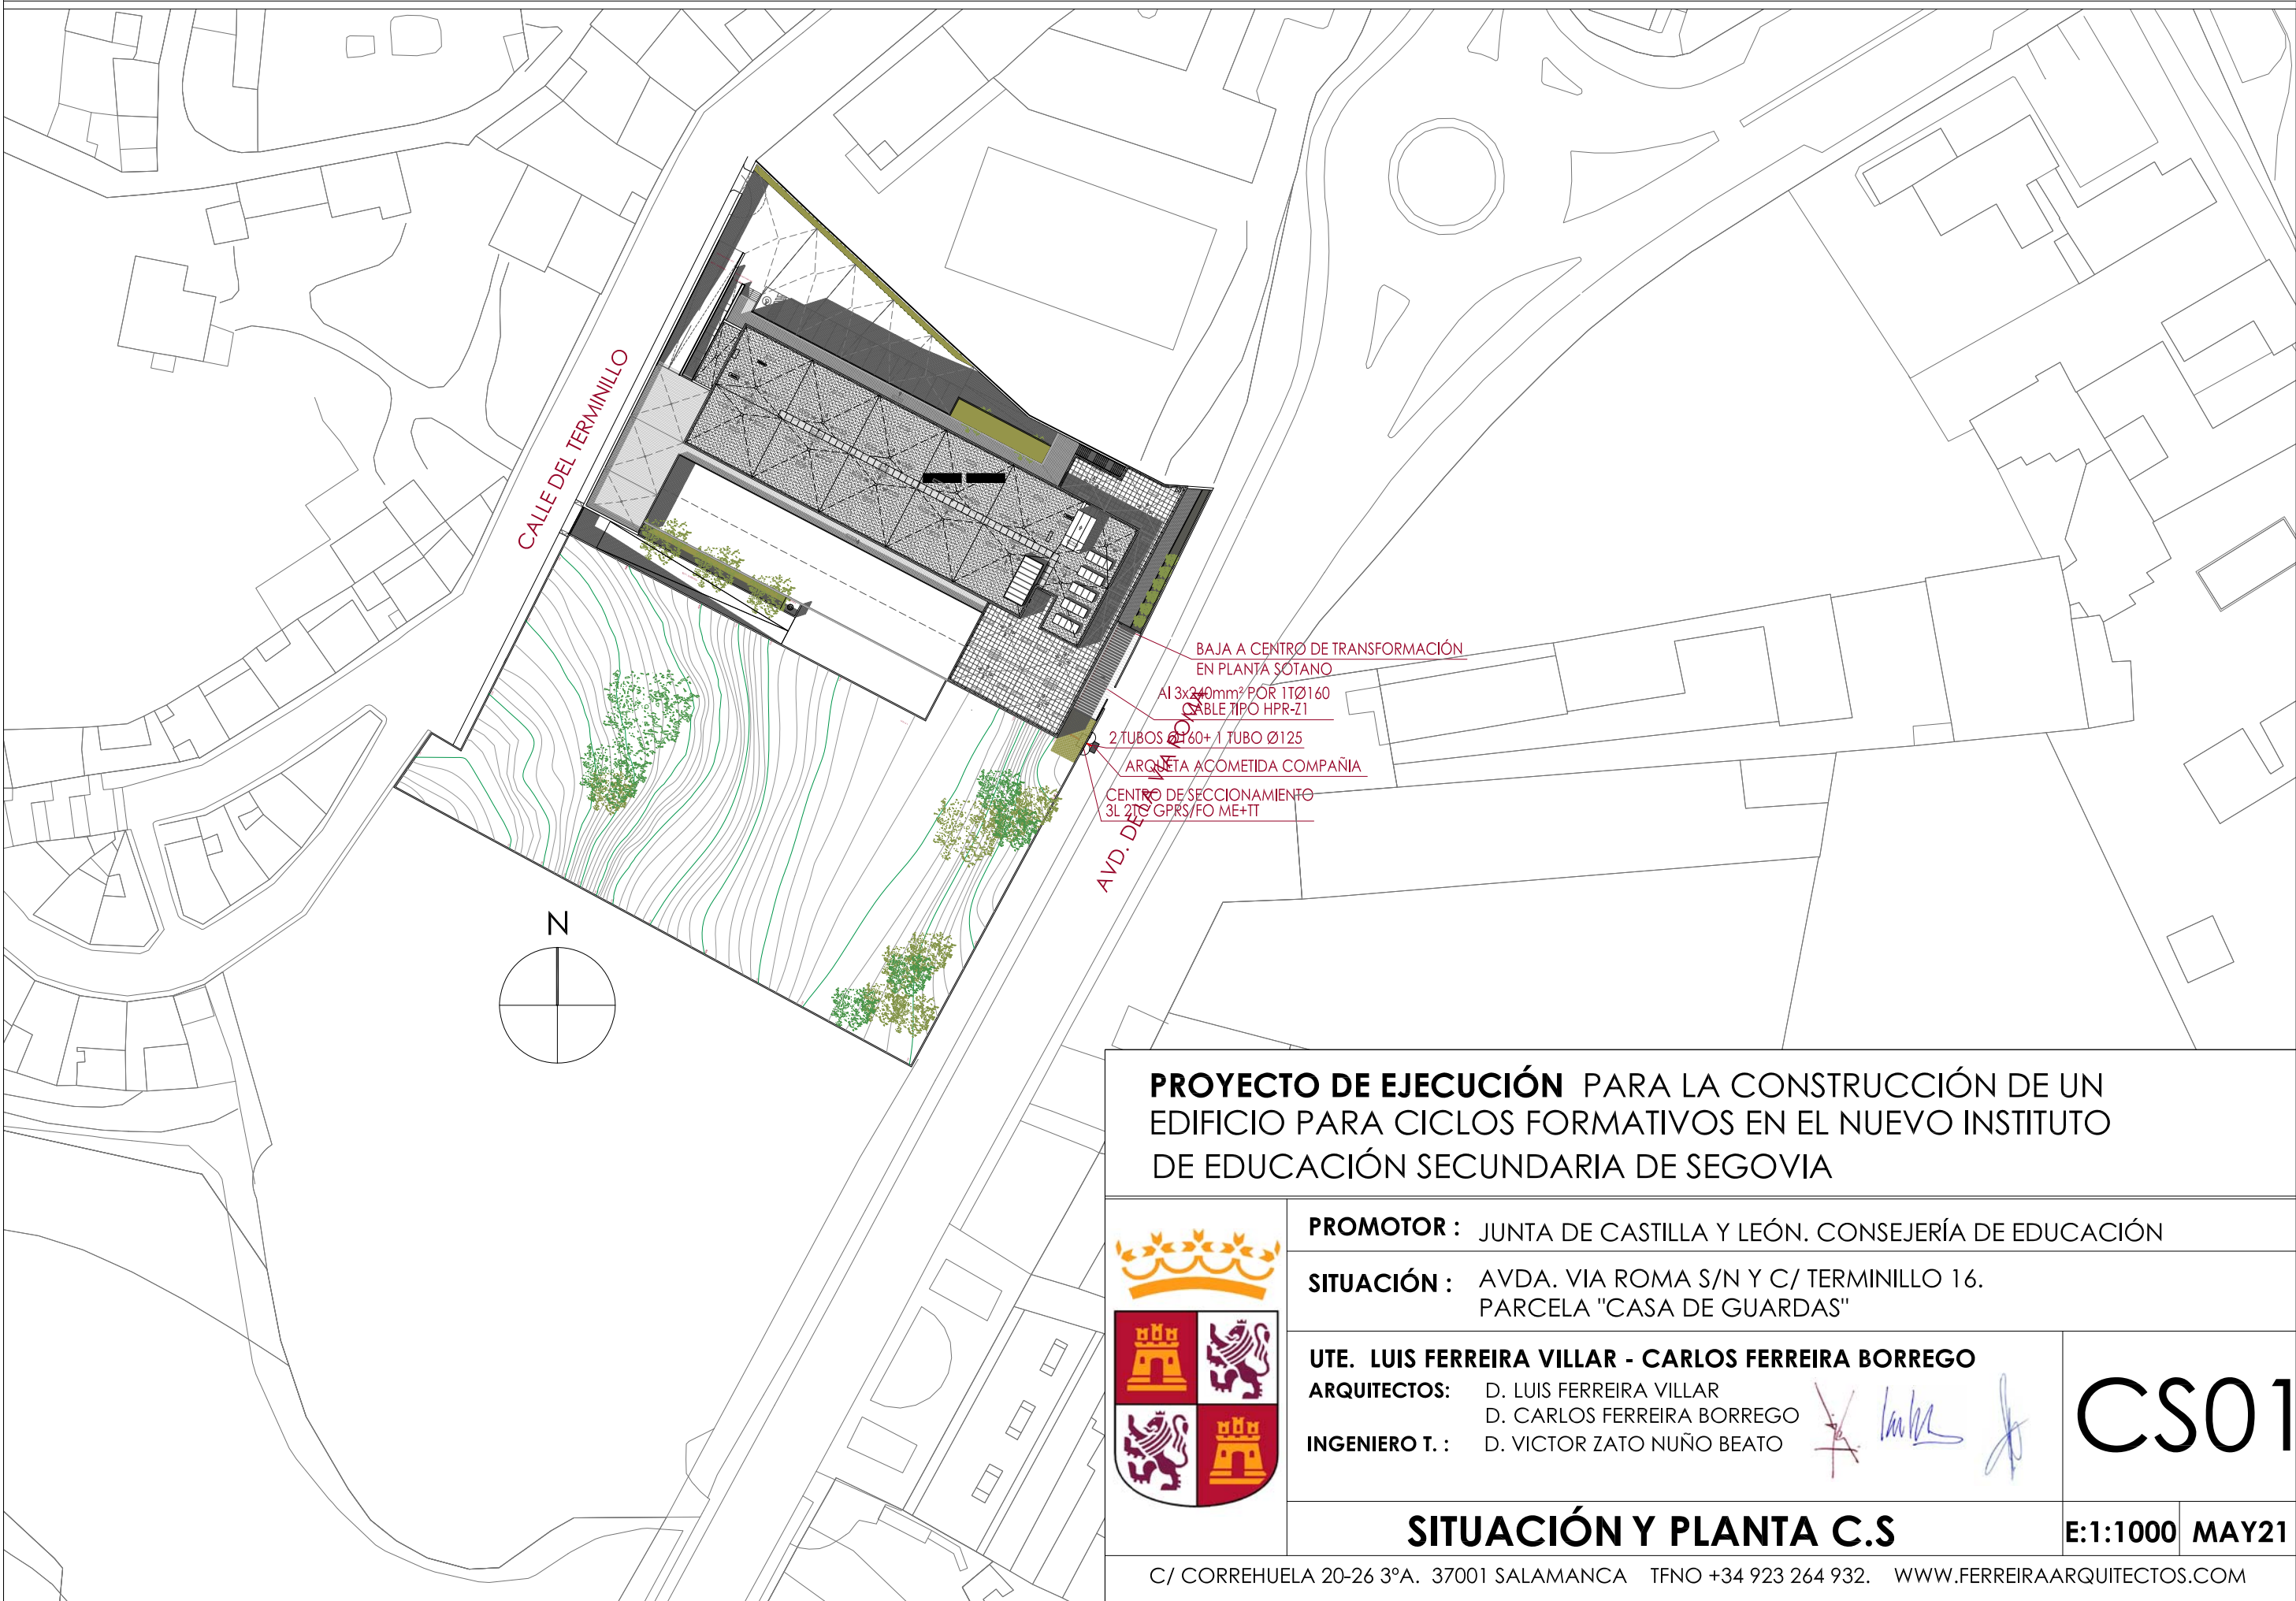 CALLE DEL TERMINILLO
BAJA A CENTRO DE TRANSFORMACIÓN
EN PLANTA SÓTANO
Al 3x240mm² POR 1TØ160
CABLE TIPO HPR-Z1
2 TUBOS Ø160+ 1 TUBO Ø125
ARQUETA ACOMETIDA COMPAÑIA
CENTRO DE SECCIONAMIENTO
3L 2TC GPRS/FO ME+TT
AVD. DE LA VIA ROMA
N
PROYECTO DE EJECUCIÓN PARA LA CONSTRUCCIÓN DE UN
EDIFICIO PARA CICLOS FORMATIVOS EN EL NUEVO INSTITUTO
DE EDUCACIÓN SECUNDARIA DE SEGOVIA
PROMOTOR : JUNTA DE CASTILLA Y LEÓN. CONSEJERÍA DE EDUCACIÓN
SITUACIÓN : AVDA. VIA ROMA S/N Y C/ TERMINILLO 16.
PARCELA "CASA DE GUARDAS"
UTE. LUIS FERREIRA VILLAR - CARLOS FERREIRA BORREGO
ARQUITECTOS: D. LUIS FERREIRA VILLAR
D. CARLOS FERREIRA BORREGO
INGENIERO T. : D. VICTOR ZATO NUÑO BEATO
CS01
SITUACIÓN Y PLANTA C.S
E:1:1000 MAY21
C/ CORREHUELA 20-26 3ºA. 37001 SALAMANCA TFNO +34 923 264 932. WWW.FERREIRAARQUITECTOS.COM